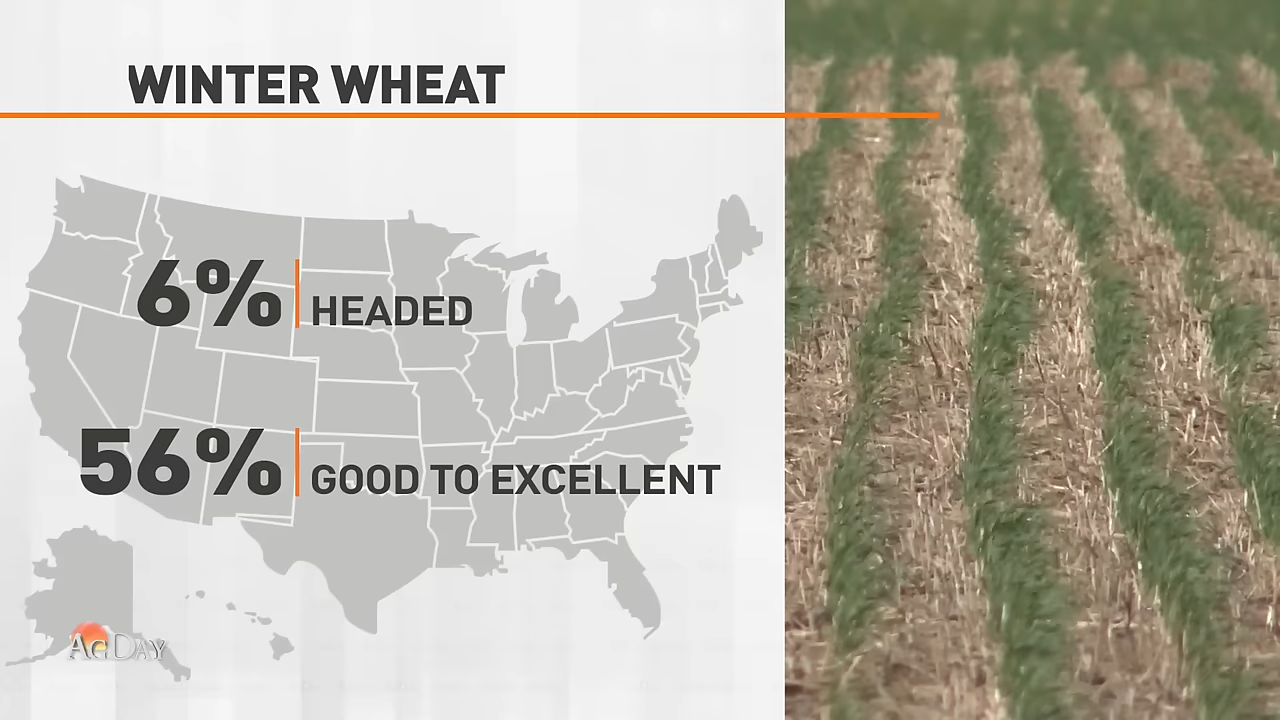 WINTER WHEAT
6% HEADED
56% GOOD TO EXCELLENT
AGDAY